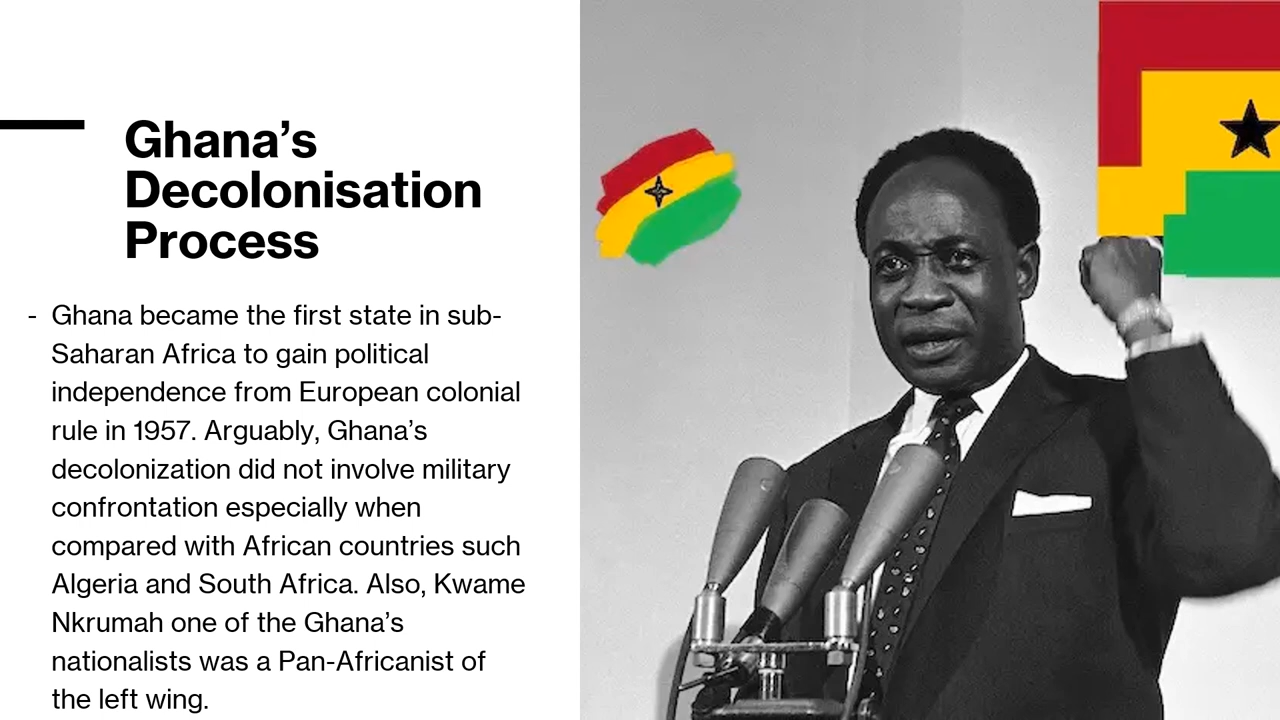 Ghana’s
Decolonisation
Process
- Ghana became the first state in sub-
Saharan Africa to gain political
independence from European colonial
rule in 1957. Arguably, Ghana’s
decolonization did not involve military
confrontation especially when
compared with African countries such
Algeria and South Africa. Also, Kwame
Nkrumah one of the Ghana’s
nationalists was a Pan-Africanist of
the left wing.